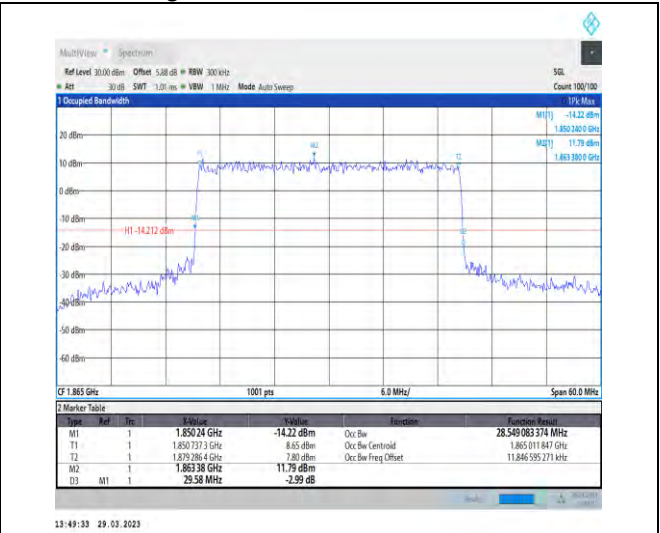 MultiView Spectrum
Ref Level 30.00 dBm Offset 5.88 dB RBW 300 kHz SGL
Att 30 dB SWT 1.01 ms VBW 1 MHz Mode Auto Sweep Count 100/100
1 Occupied Bandwidth 1Pk Max
M1[1] -14.22 dBm
1.850 240 0 GHz
M2[1] 11.79 dBm
1.863 380 0 GHz
20 dBm
M2
T1
T2
10 dBm
0 dBm
-10 dBm
M1
H1 -14.212 dBm
-20 dBm
-30 dBm
-40 dBm
-50 dBm
-60 dBm
CF 1.865 GHz 1001 pts 6.0 MHz/ Span 60.0 MHz
2 Marker Table
Type Ref Trc X-Value Y-Value Function Function Result
M1 1 1.85024 GHz -14.22 dBm Occ Bw 28.549 083 374 MHz
T1 1 1.850 737 3 GHz 8.65 dBm Occ Bw Centroid 1.865 011 847 GHz
T2 1 1.879 286 4 GHz 7.80 dBm Occ Bw Freq Offset 11.846 595 271 kHz
M2 1 1.86338 GHz 11.79 dBm
D3 M1 1 29.58 MHz -2.99 dB
13:49:33 29.03.2023